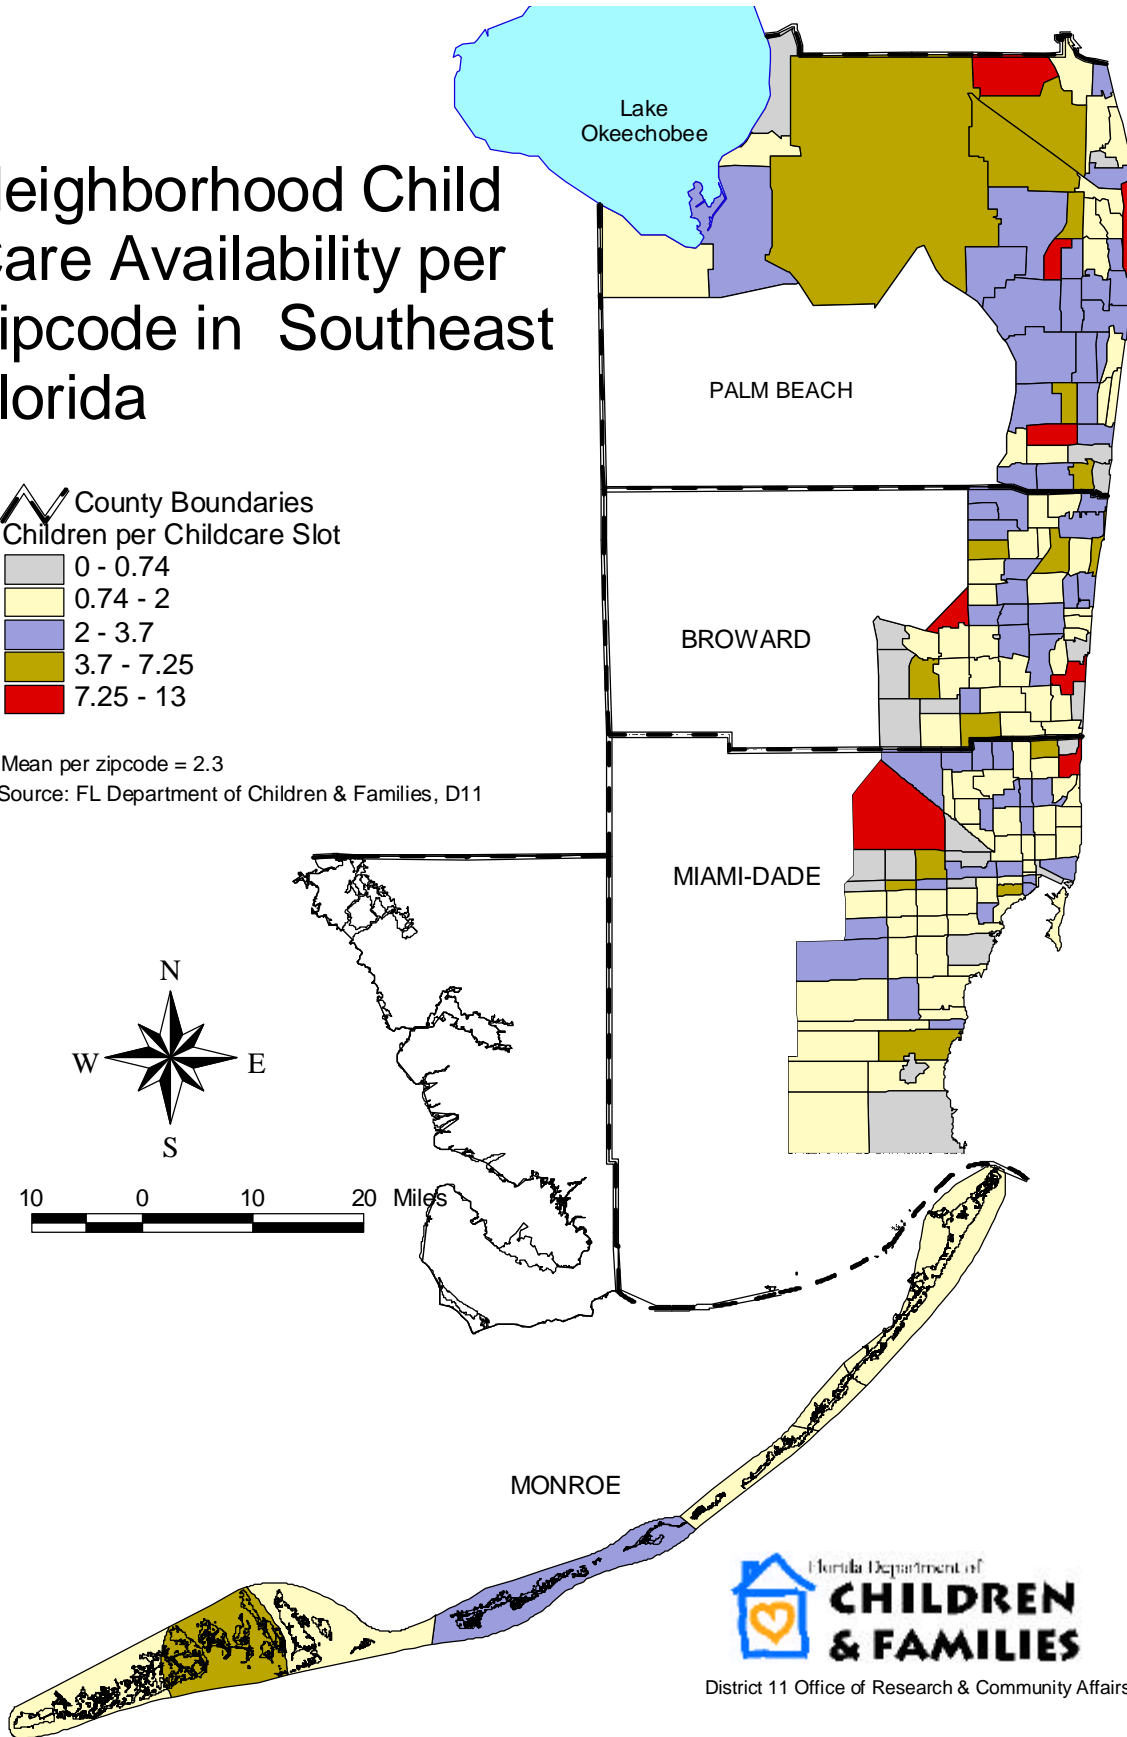 Lake
Okeechobee
eighborhood Child
are Availability per
ipcode in Southeast
lorida
PALM BEACH
County Boundaries
Children per Childcare Slot
0 - 0.74
0.74 - 2
2 - 3.7
3.7 - 7.25
7.25 - 13
BROWARD
Mean per zipcode = 2.3
Source: FL Department of Children & Families, D11
MIAMI-DADE
N
W E
S
10 0 10 20 Miles
MONROE
Florida Department of
CHILDREN
& FAMILIES
District 11 Office of Research & Community Affairs